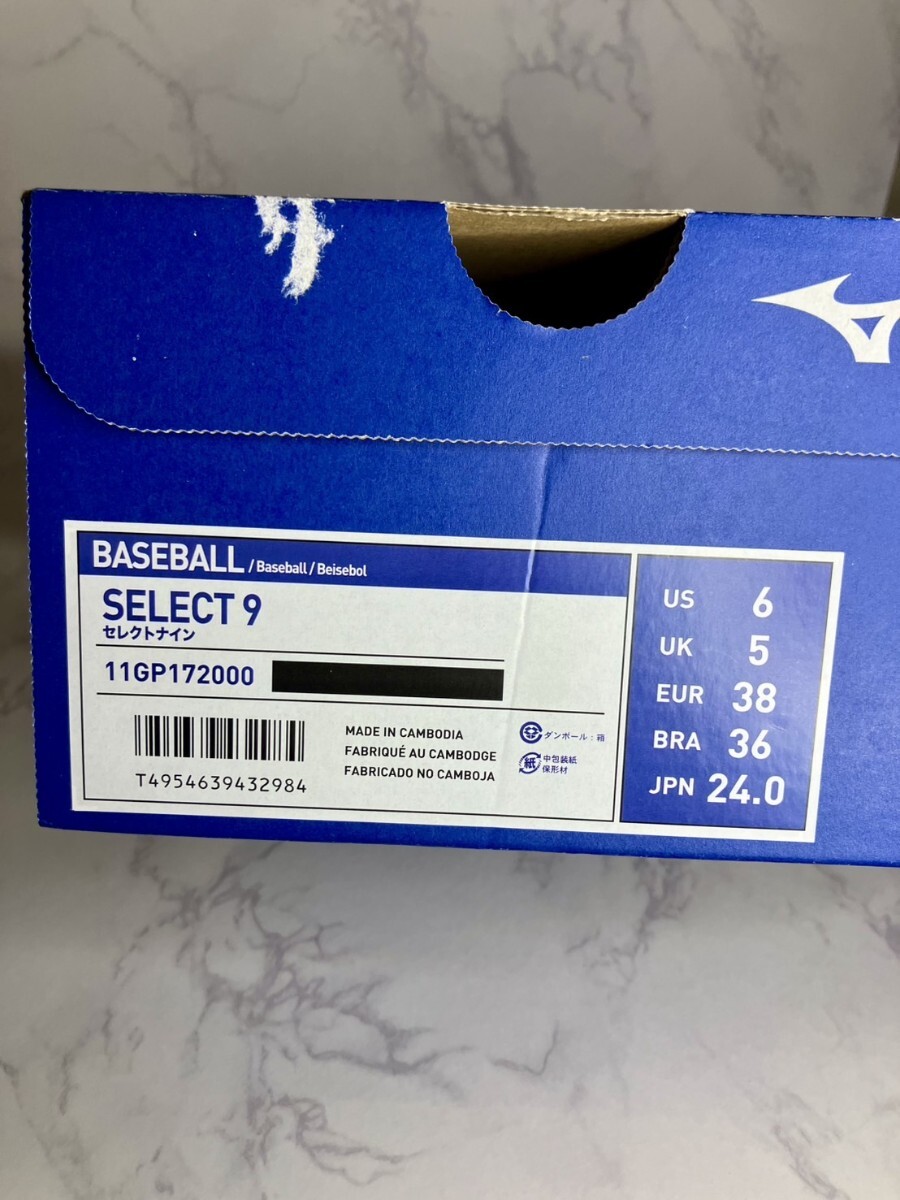 BASEBALL / Baseball / Beisebol
SELECT 9
セレクトナイン
11GP172000
T4954639432984
MADE IN CAMBODIA
FABRIQUÉ AU CAMBODGE
FABRICADO NO CAMBOJA
ダンボール：箱
紙
中包装紙
保形材
US 6
UK 5
EUR 38
BRA 36
JPN 24.0